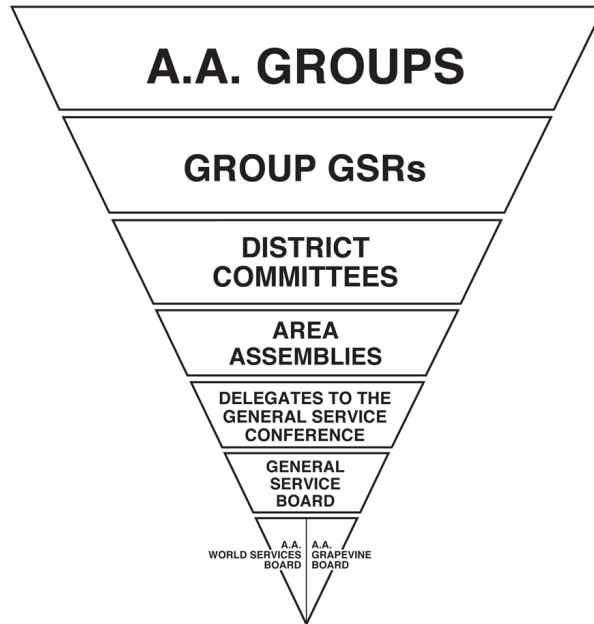 A.A. GROUPS
GROUP GSRs
DISTRICT
COMMITTEES
AREA
ASSEMBLIES
DELEGATES TO THE
GENERAL SERVICE
CONFERENCE
GENERAL
SERVICE
BOARD
A.A.
WORLD SERVICES
BOARD
A.A.
GRAPEVINE
BOARD